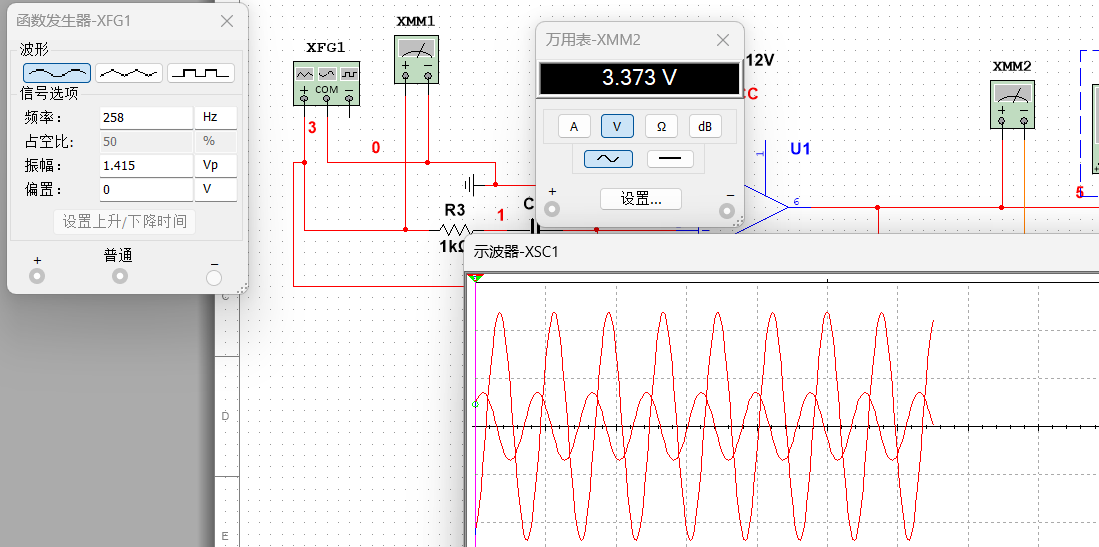 函数发生器-XFG1
波形
信号选项
频率：
258
Hz
占空比:
50
%
振幅：
1.415
Vp
偏置：
0
V
设置上升/下降时间
+
普通
−
XFG1
+
COM
−
3
XMM1
+ −
0
R3
1kΩ
1
C
万用表-XMM2
3.373 V
A
V
Ω
dB
设置...
+
−
12V
CC
U1
1
6
XMM2
+ −
5
示波器-XSC1
C
D
E